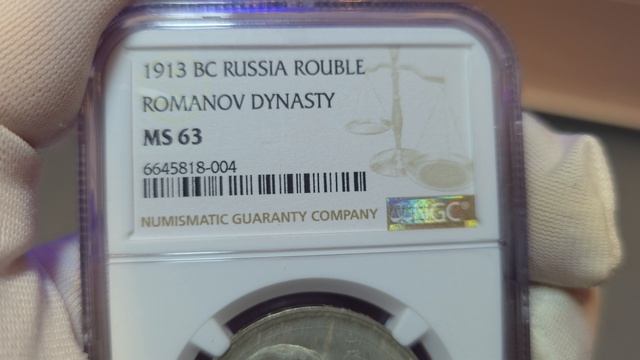 1913 BC RUSSIA ROUBLE
ROMANOV DYNASTY
MS 63
6645818-004
NUMISMATIC GUARANTY COMPANY
NGC®